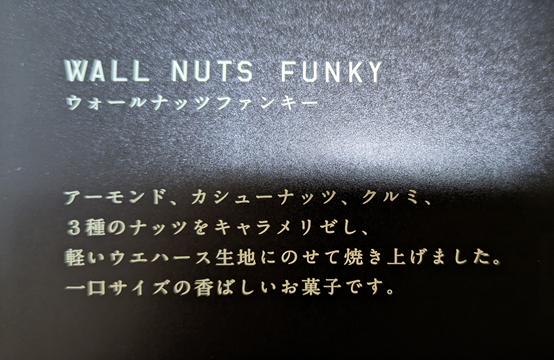 WALL NUTS FUNKY
ウォールナッツファンキー
アーモンド、カシューナッツ、クルミ、
３種のナッツをキャラメリゼし、
軽いウエハース生地にのせて焼き上げました。
一口サイズの香ばしいお菓子です。